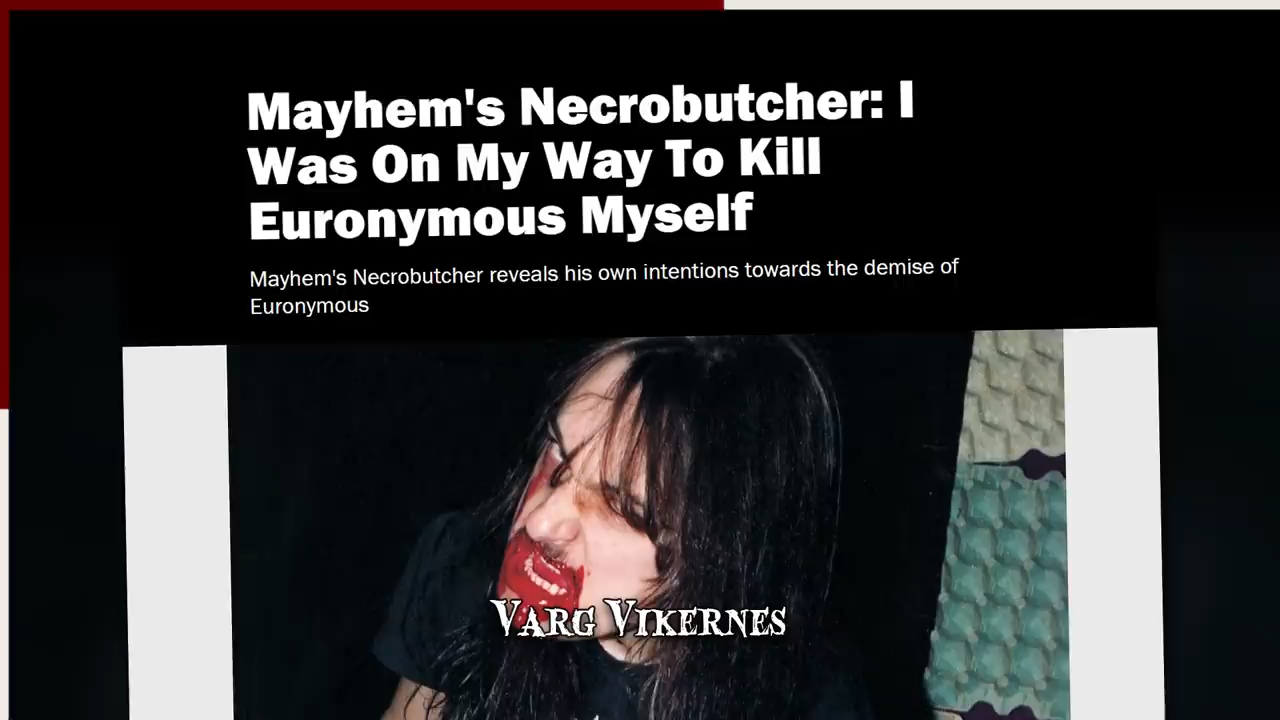 Mayhem's Necrobutcher: I
Was On My Way To Kill
Euronymous Myself
Mayhem's Necrobutcher reveals his own intentions towards the demise of
Euronymous
Varg Vikernes